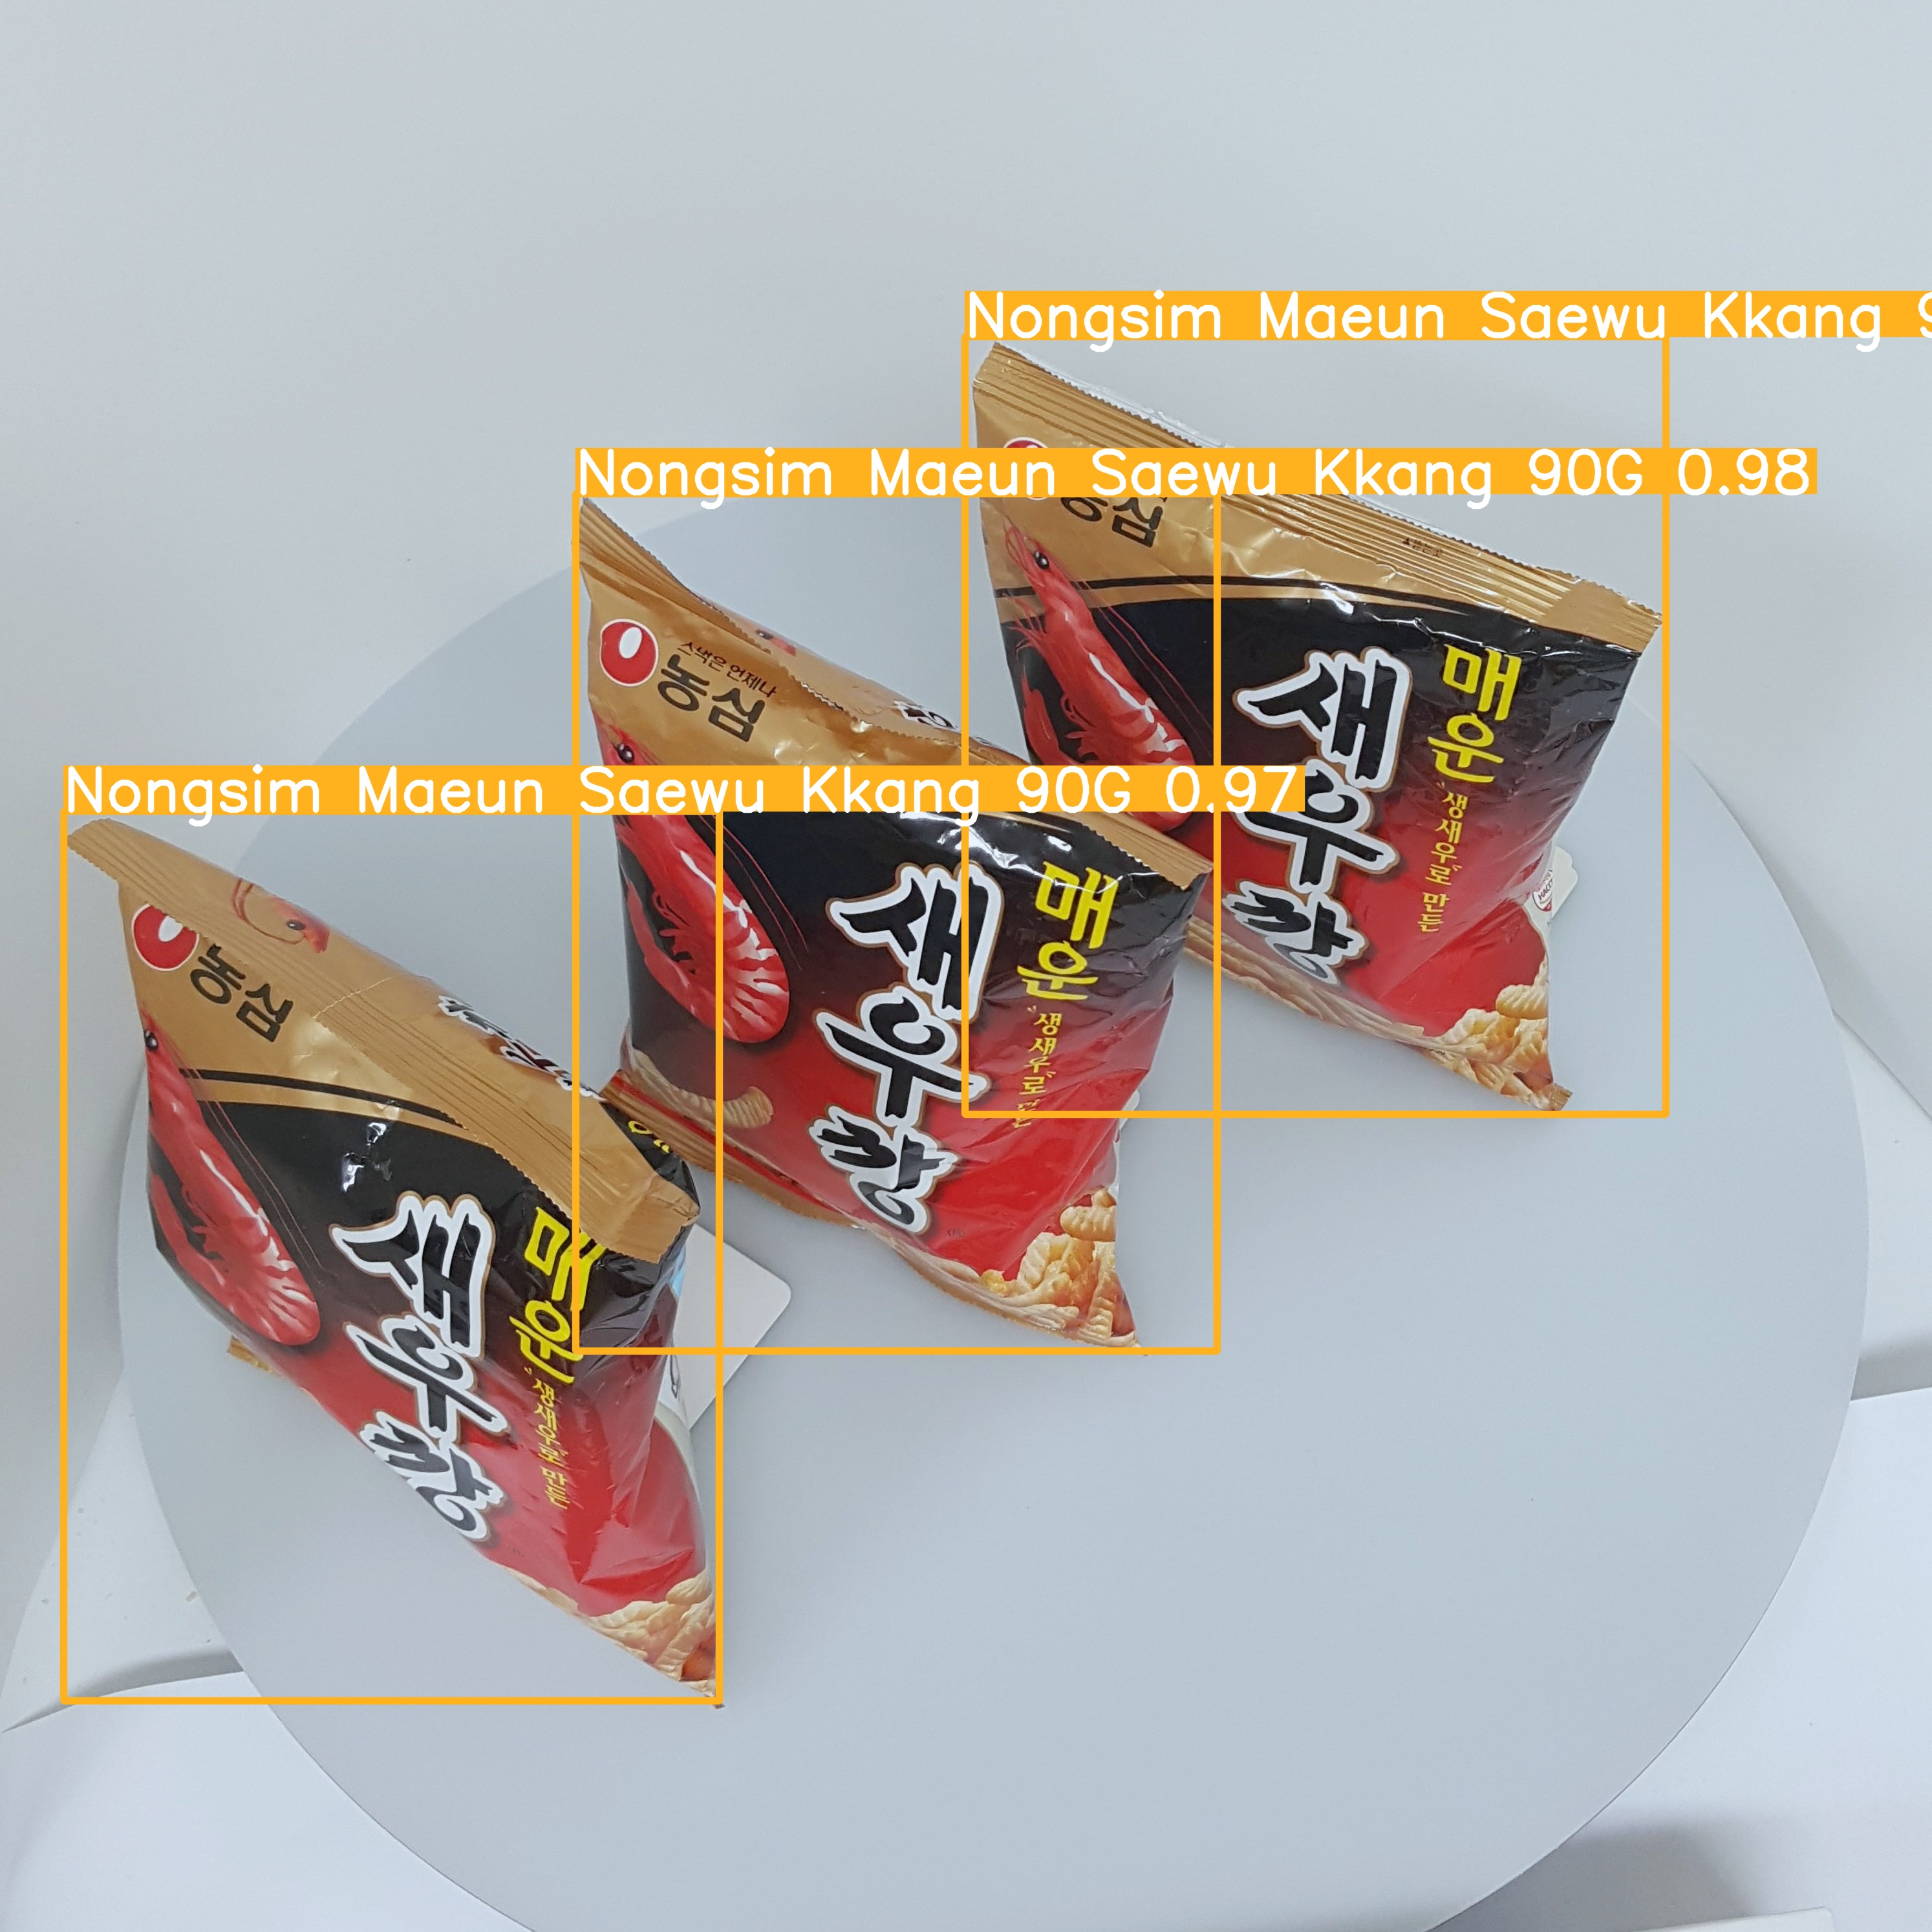 Nongsim Maeun Saewu Kkang 9
Nongsim Maeun Saewu Kkang 90G 0.98
Nongsim Maeun Saewu Kkang 90G 0.97
농심
매운
새우깡
"생새우로" 만든
스낵은 언제나
농심
매운
새우깡
"생새우로" 만든
농심
매운
새우깡
"생새우로" 만든